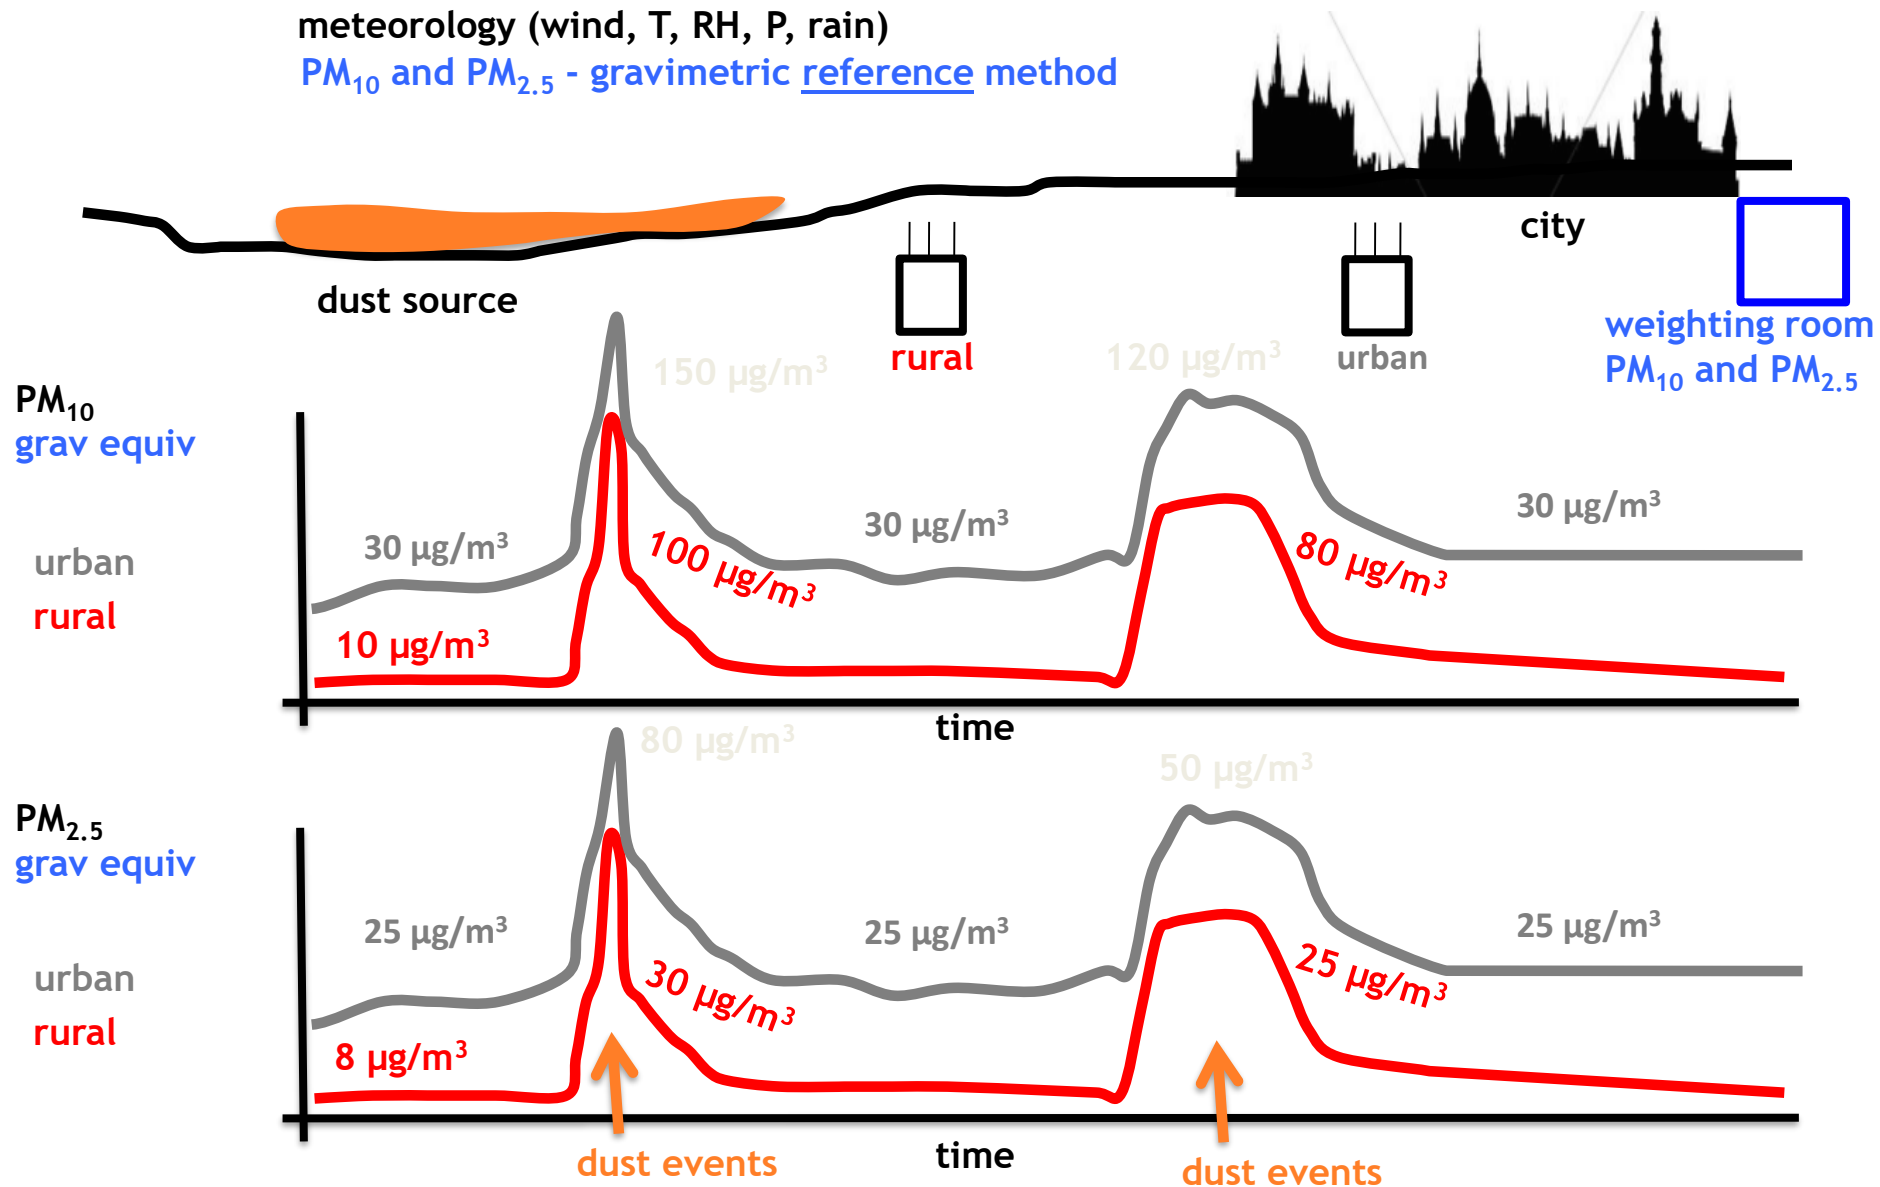 meteorology (wind, T, RH, P, rain)
PM₁₀ and PM₂.₅ - gravimetric reference method
city
dust source
rural
urban
weighting room
PM₁₀ and PM₂.₅
150 µg/m³
120 µg/m³
PM₁₀
grav equiv
30 µg/m³
30 µg/m³
30 µg/m³
100 µg/m³
80 µg/m³
urban
rural
10 µg/m³
time
80 µg/m³
50 µg/m³
PM₂.₅
grav equiv
25 µg/m³
25 µg/m³
25 µg/m³
30 µg/m³
25 µg/m³
urban
rural
8 µg/m³
time
dust events
dust events